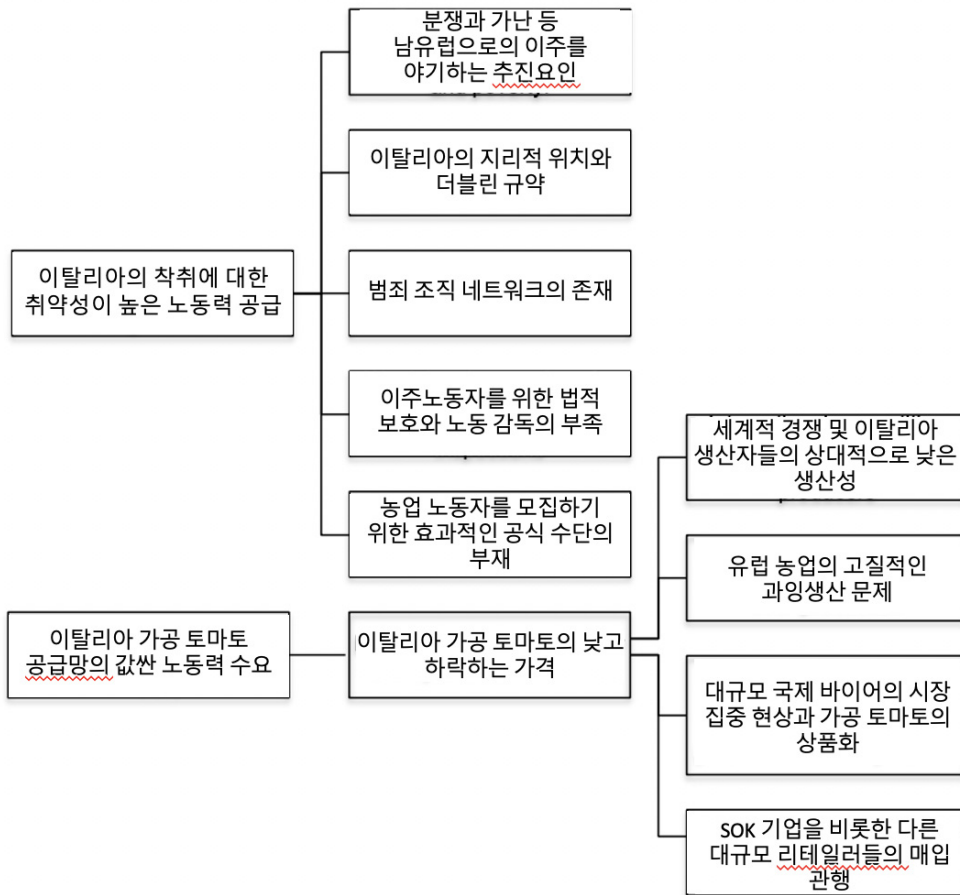 분쟁과 가난 등
남유럽으로의 이주를
야기하는 추진요인
이탈리아의 지리적 위치와
더블린 규약
이탈리아의 착취에 대한
취약성이 높은 노동력 공급
범죄 조직 네트워크의 존재
이주노동자를 위한 법적
보호와 노동 감독의 부족
농업 노동자를 모집하기
위한 효과적인 공식 수단의
부재
이탈리아 가공 토마토
공급망의 값싼 노동력 수요
이탈리아 가공 토마토의 낮고
하락하는 가격
세계적 경쟁 및 이탈리아
생산자들의 상대적으로 낮은
생산성
유럽 농업의 고질적인
과잉생산 문제
대규모 국제 바이어의 시장
집중 현상과 가공 토마토의
상품화
SOK 기업을 비롯한 다른
대규모 리테일러들의 매입
관행